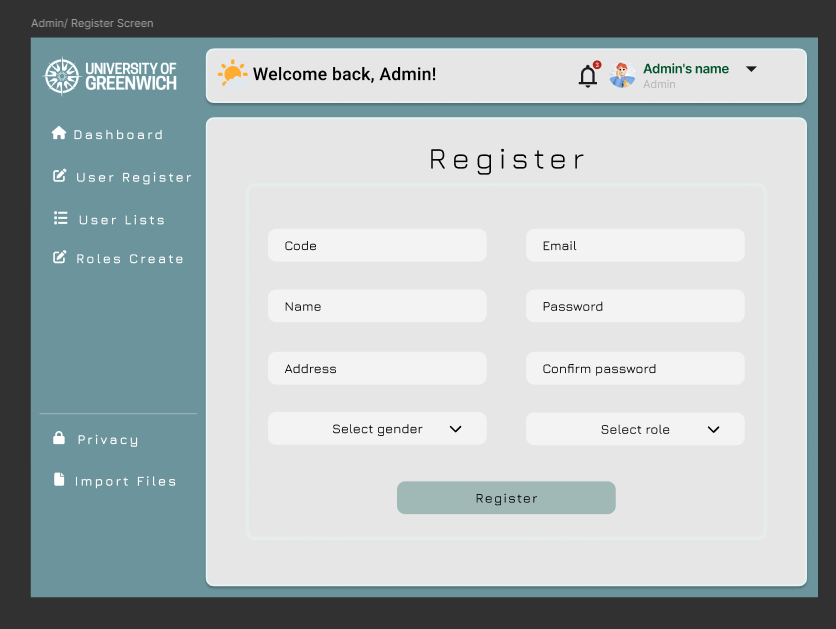 Admin/ Register Screen
UNIVERSITY OF
GREENWICH
Welcome back, Admin!
3
Admin's name
Admin
Dashboard
User Register
User Lists
Roles Create
Privacy
Import Files
Register
Code
Email
Name
Password
Address
Confirm password
Select gender
Select role
Register